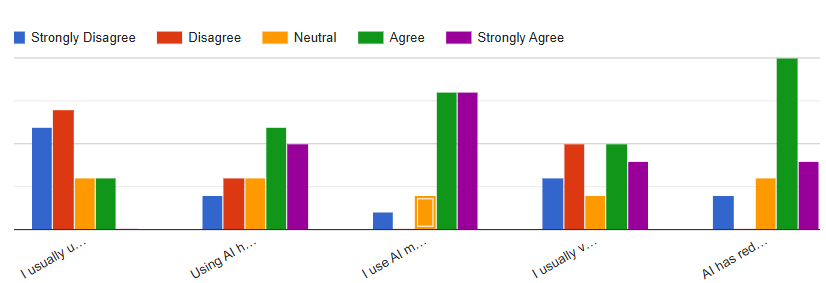 Strongly Disagree Disagree Neutral Agree Strongly Agree
I usually u...
Using AI h...
I use AI m...
I usually v...
AI has red...